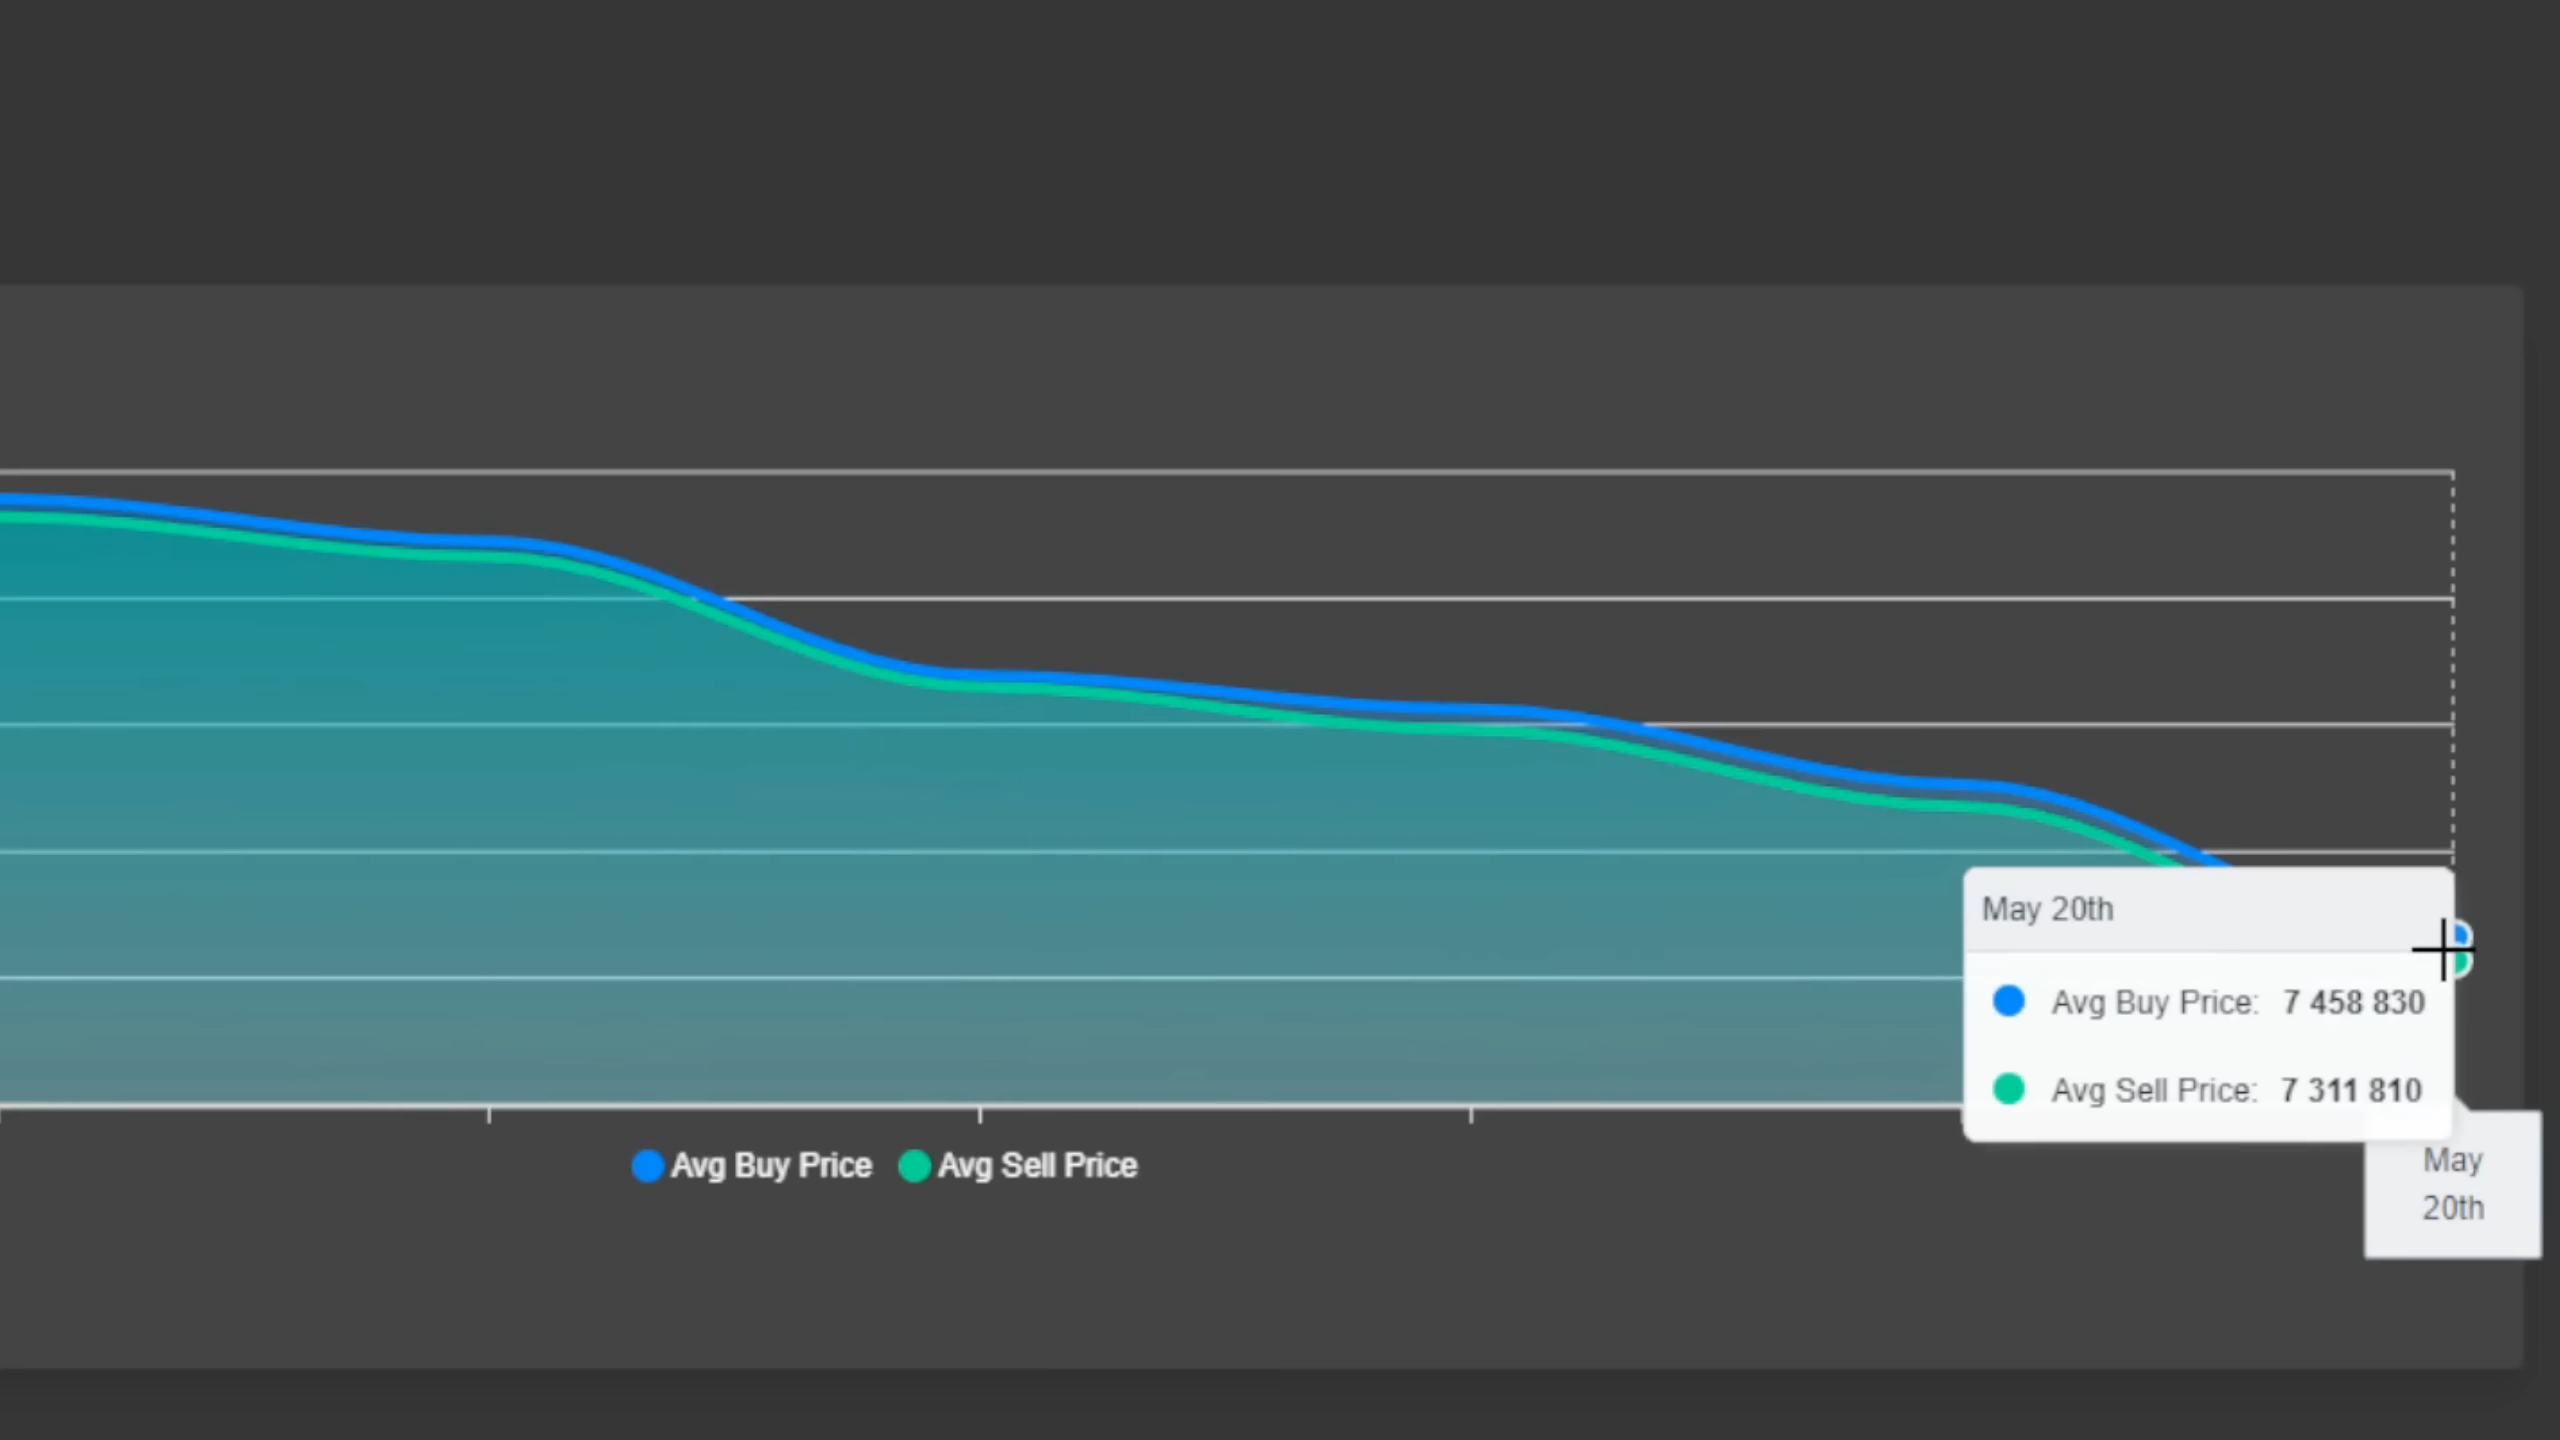 May 20th
Avg Buy Price: 7 458 830
Avg Sell Price: 7 311 810
Avg Buy Price Avg Sell Price
May
20th